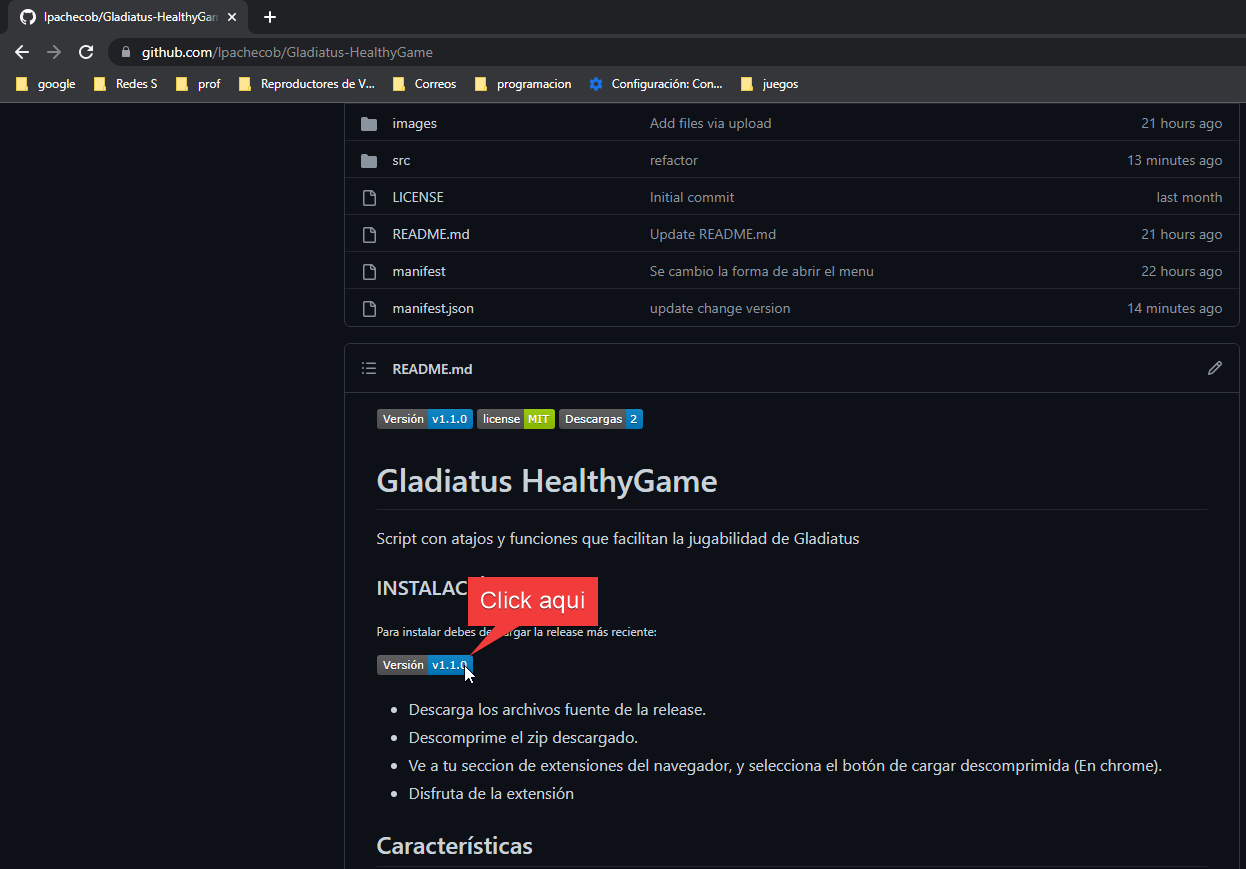 lpachecob/Gladiatus-HealthyGam
github.com/lpachecob/Gladiatus-HealthyGame
google Redes S prof Reproductores de V... Correos programacion Configuración: Con... juegos
images Add files via upload 21 hours ago
src refactor 13 minutes ago
LICENSE Initial commit last month
README.md Update README.md 21 hours ago
manifest Se cambio la forma de abrir el menu 22 hours ago
manifest.json update change version 14 minutes ago
README.md
Versión v1.1.0 license MIT Descargas 2
Gladiatus HealthyGame
Script con atajos y funciones que facilitan la jugabilidad de Gladiatus
INSTALAC
Click aqui
Para instalar debes de rgar la release más reciente:
Versión v1.1.0
Descarga los archivos fuente de la release.
Descomprime el zip descargado.
Ve a tu seccion de extensiones del navegador, y selecciona el botón de cargar descomprimida (En chrome).
Disfruta de la extensión
Características